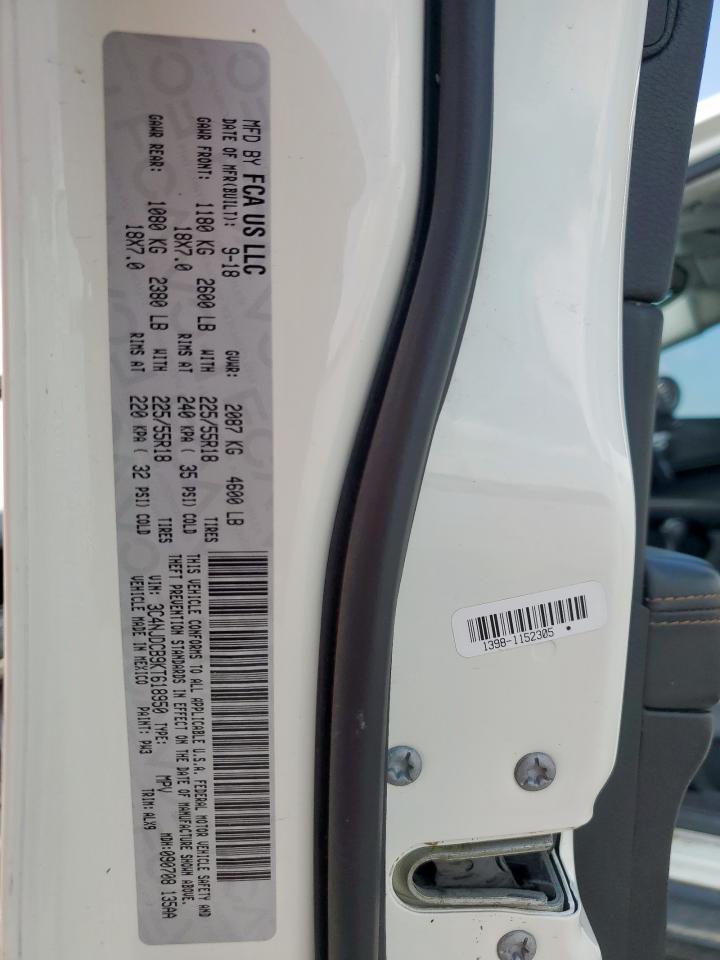 MFD BY FCA US LLC
DATE OF MFR(BUILT): 9-18 GVWR: 2087 KG 4600 LB
GAWR FRONT: 1180 KG 2600 LB WITH 225/55R18 TIRES
18X7.0 RIMS AT 240 KPA ( 35 PSI) COLD
GAWR REAR: 1080 KG 2380 LB WITH 225/55R18 TIRES
18X7.0 RIMS AT 220 KPA ( 32 PSI) COLD
THIS VEHICLE CONFORMS TO ALL APPLICABLE U.S.A. FEDERAL MOTOR VEHICLE SAFETY AND
THEFT PREVENTION STANDARDS IN EFFECT ON THE DATE OF MANUFACTURE SHOWN ABOVE.
VIN: 3C4NJDCB9KT618950 TYPE: MPV MDH:090708 135AA
VEHICLE MADE IN MEXICO PAINT: PW3 TRIM:ALX9
1398-1152305